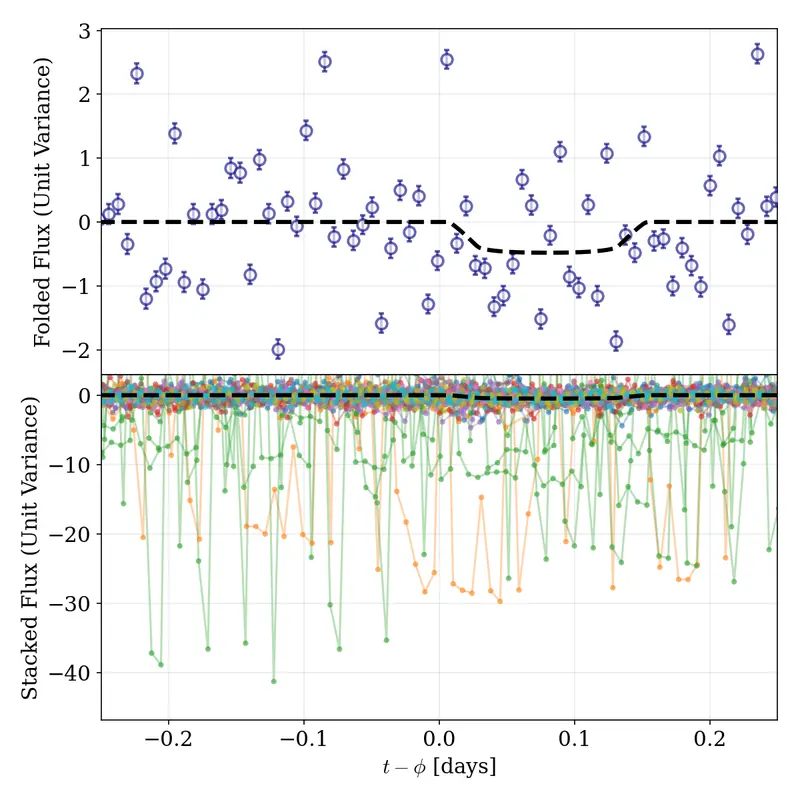 Folded Flux (Unit Variance)
3
2
1
0
−1
−2
Stacked Flux (Unit Variance)
0
−10
−20
−30
−40
−0.2 −0.1 0.0 0.1 0.2
t − ϕ [days]